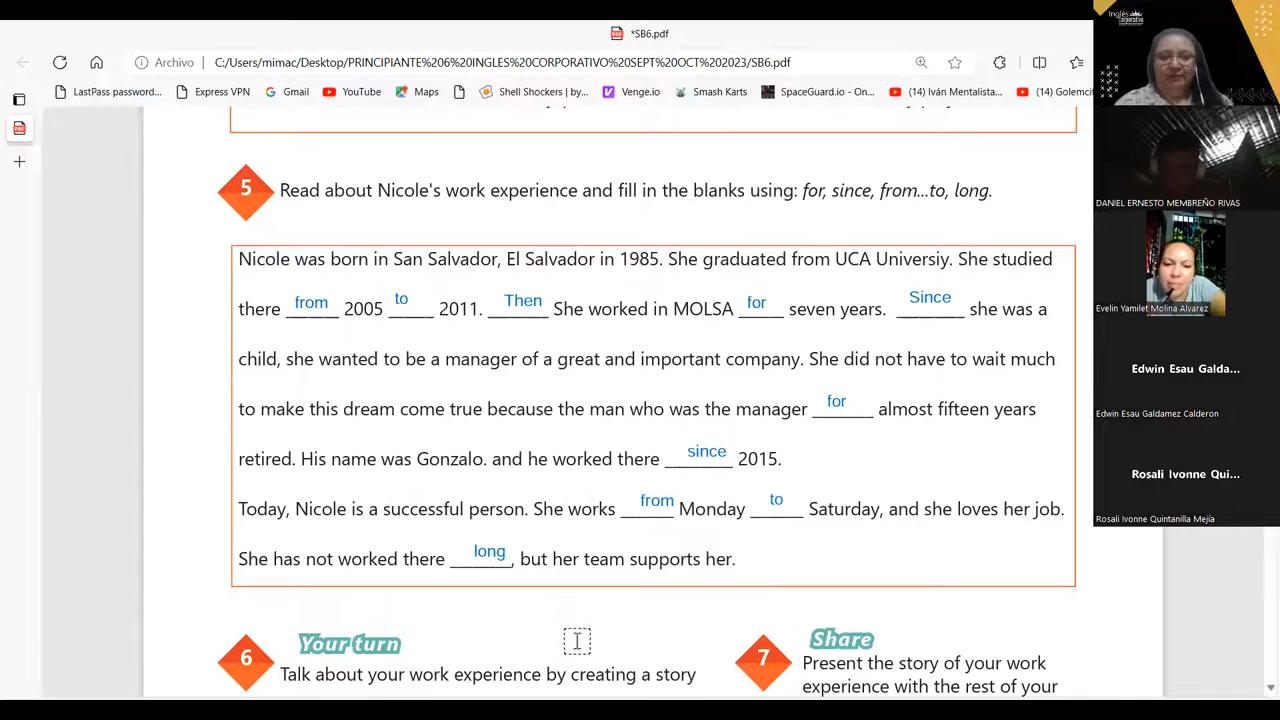 *SB6.pdf
Archivo C:/Users/mimac/Desktop/PRINCIPIANTE%206%20INGLES%20CORPORATIVO%20SEPT%20OCT%202023/SB6.pdf
LastPass password... Express VPN Gmail YouTube Maps Shell Shockers | by... Venge.io Smash Karts SpaceGuard.io - On... (14) Iván Mentalista... (14) Golemcit
Inglés
Corporativo
5 Read about Nicole's work experience and fill in the blanks using: for, since, from...to, long.
Nicole was born in San Salvador, El Salvador in 1985. She graduated from UCA Universiy. She studied
there from 2005 to 2011. Then She worked in MOLSA for seven years. Since she was a
child, she wanted to be a manager of a great and important company. She did not have to wait much
to make this dream come true because the man who was the manager for almost fifteen years
retired. His name was Gonzalo. and he worked there since 2015.
Today, Nicole is a successful person. She works from Monday to Saturday, and she loves her job.
She has not worked there long, but her team supports her.
6 Your turn
Talk about your work experience by creating a story
7 Share
Present the story of your work
experience with the rest of your
DANIEL ERNESTO MEMBREÑO RIVAS
Evelin Yamilet Molina Alvarez
Edwin Esau Galda...
Edwin Esau Galdamez Calderon
Rosali Ivonne Qui...
Rosali Ivonne Quintanilla Mejía